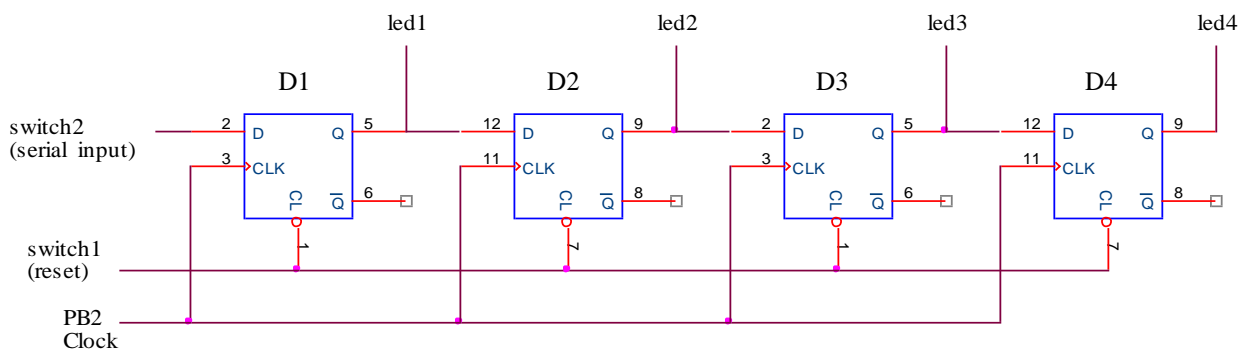 led1
led2
led3
led4
D1
D2
D3
D4
switch2
(serial input)
2
D
Q
5
3
CLK
CL
Q
6
1
12
D
Q
9
11
CLK
CL
Q
8
7
2
D
Q
5
3
CLK
CL
Q
6
1
12
D
Q
9
11
CLK
CL
Q
8
7
switch1
(reset)
PB2
Clock